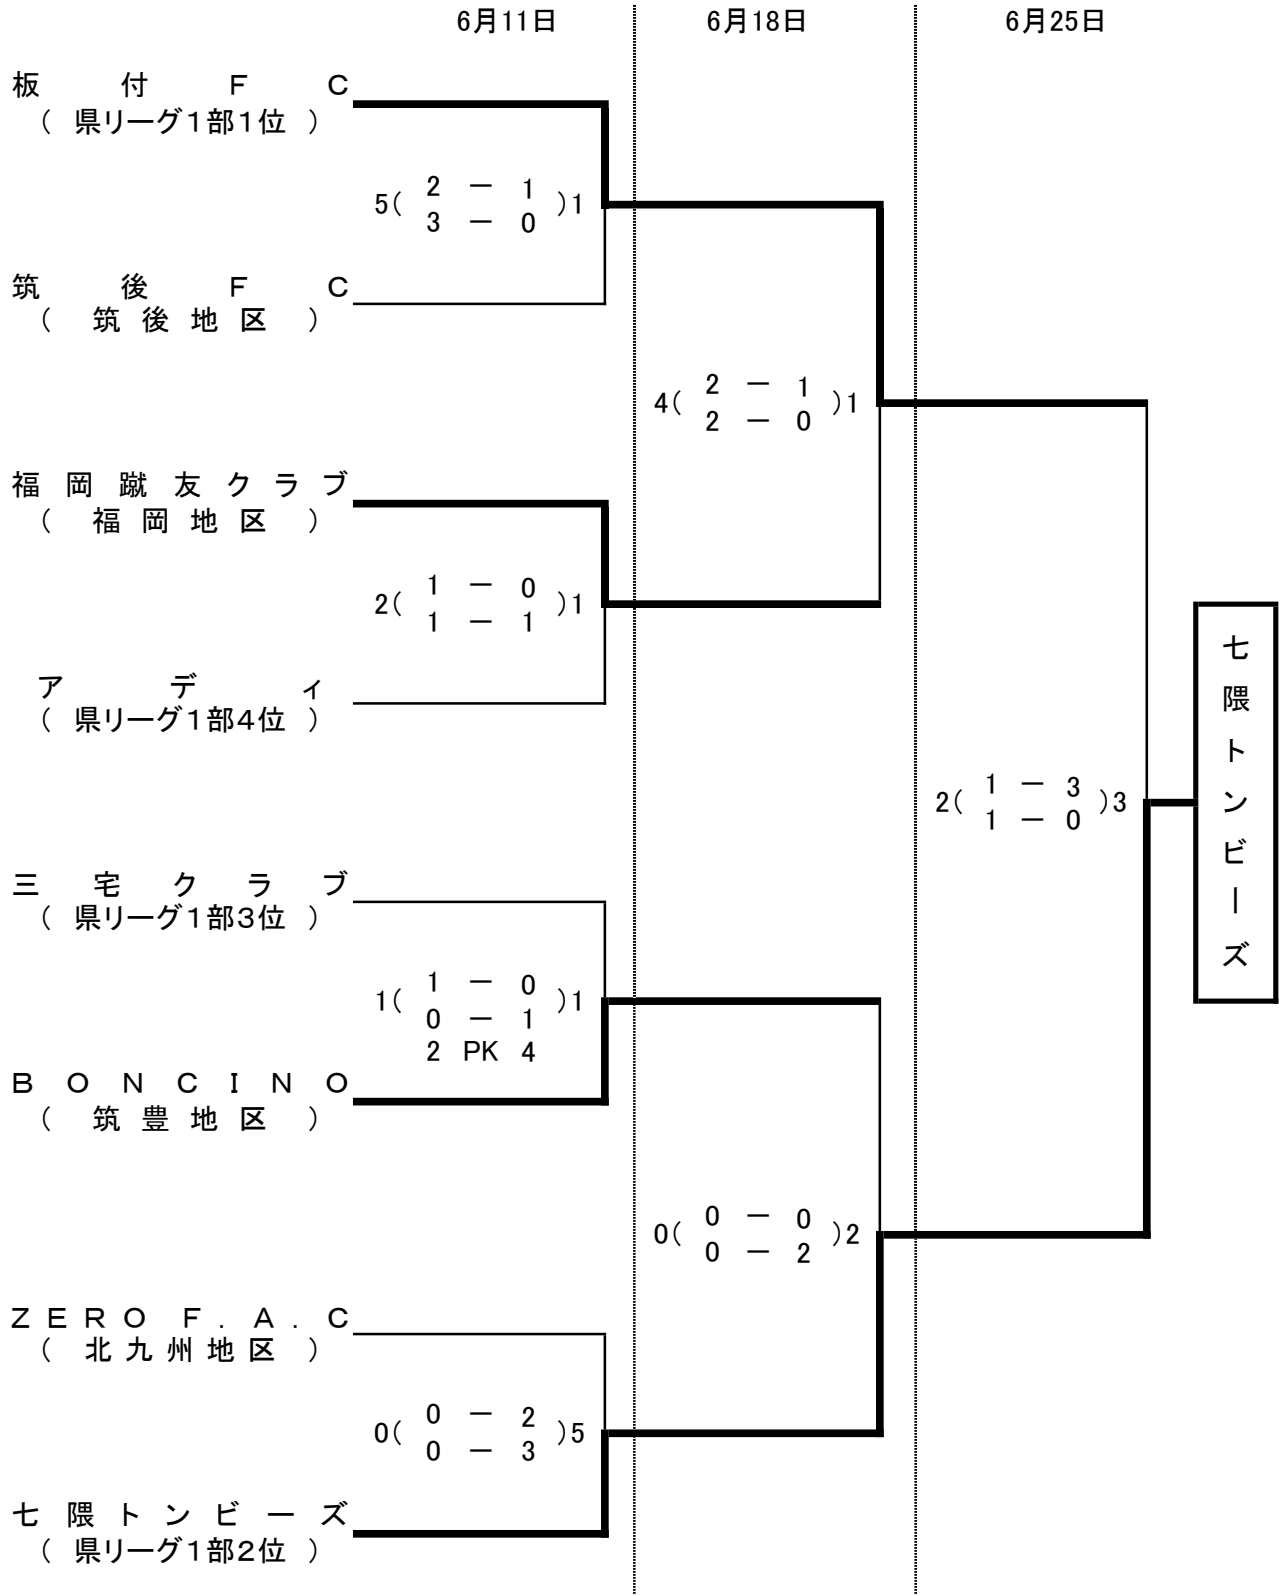 6月11日 6月18日 6月25日
板付FC
( 県リーグ1部1位 )
2 － 1
5( )1
3 － 0
筑後FC
( 筑後地区 )
2 － 1
4( )1
2 － 0
福岡蹴友クラブ
( 福岡地区 )
1 － 0
2( )1
1 － 1
アディ
( 県リーグ1部4位 )
1 － 3
2( )3
1 － 0
七隈トンビーズ
三宅クラブ
( 県リーグ1部3位 )
1 － 0
1( )1
0 － 1
2 PK 4
BONCINO
( 筑豊地区 )
0 － 0
0( )2
0 － 2
ZERO F.A.C
( 北九州地区 )
0 － 2
0( )5
0 － 3
七隈トンビーズ
( 県リーグ1部2位 )